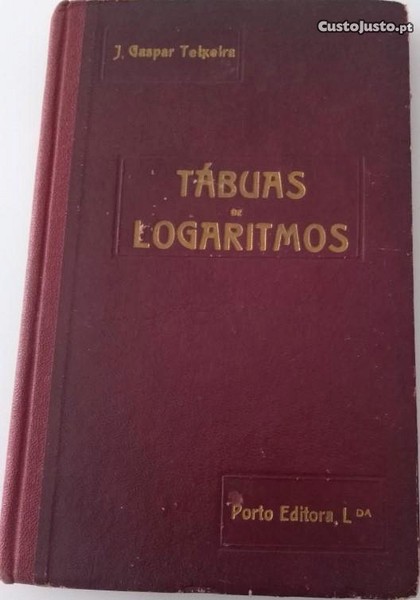 CustoJusto.pt
J. Gaspar Teixeira
TÁBUAS
DE
LOGARITMOS
Porto Editora, L.DA